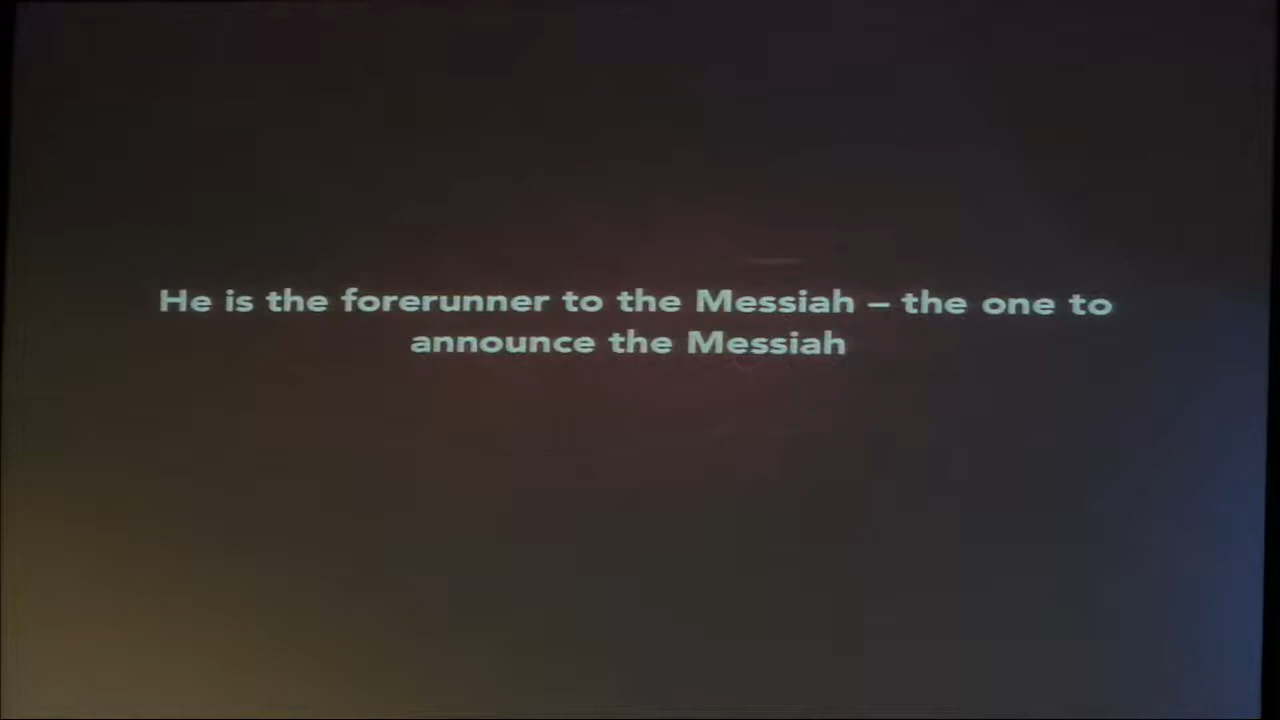 He is the forerunner to the Messiah – the one to
announce the Messiah